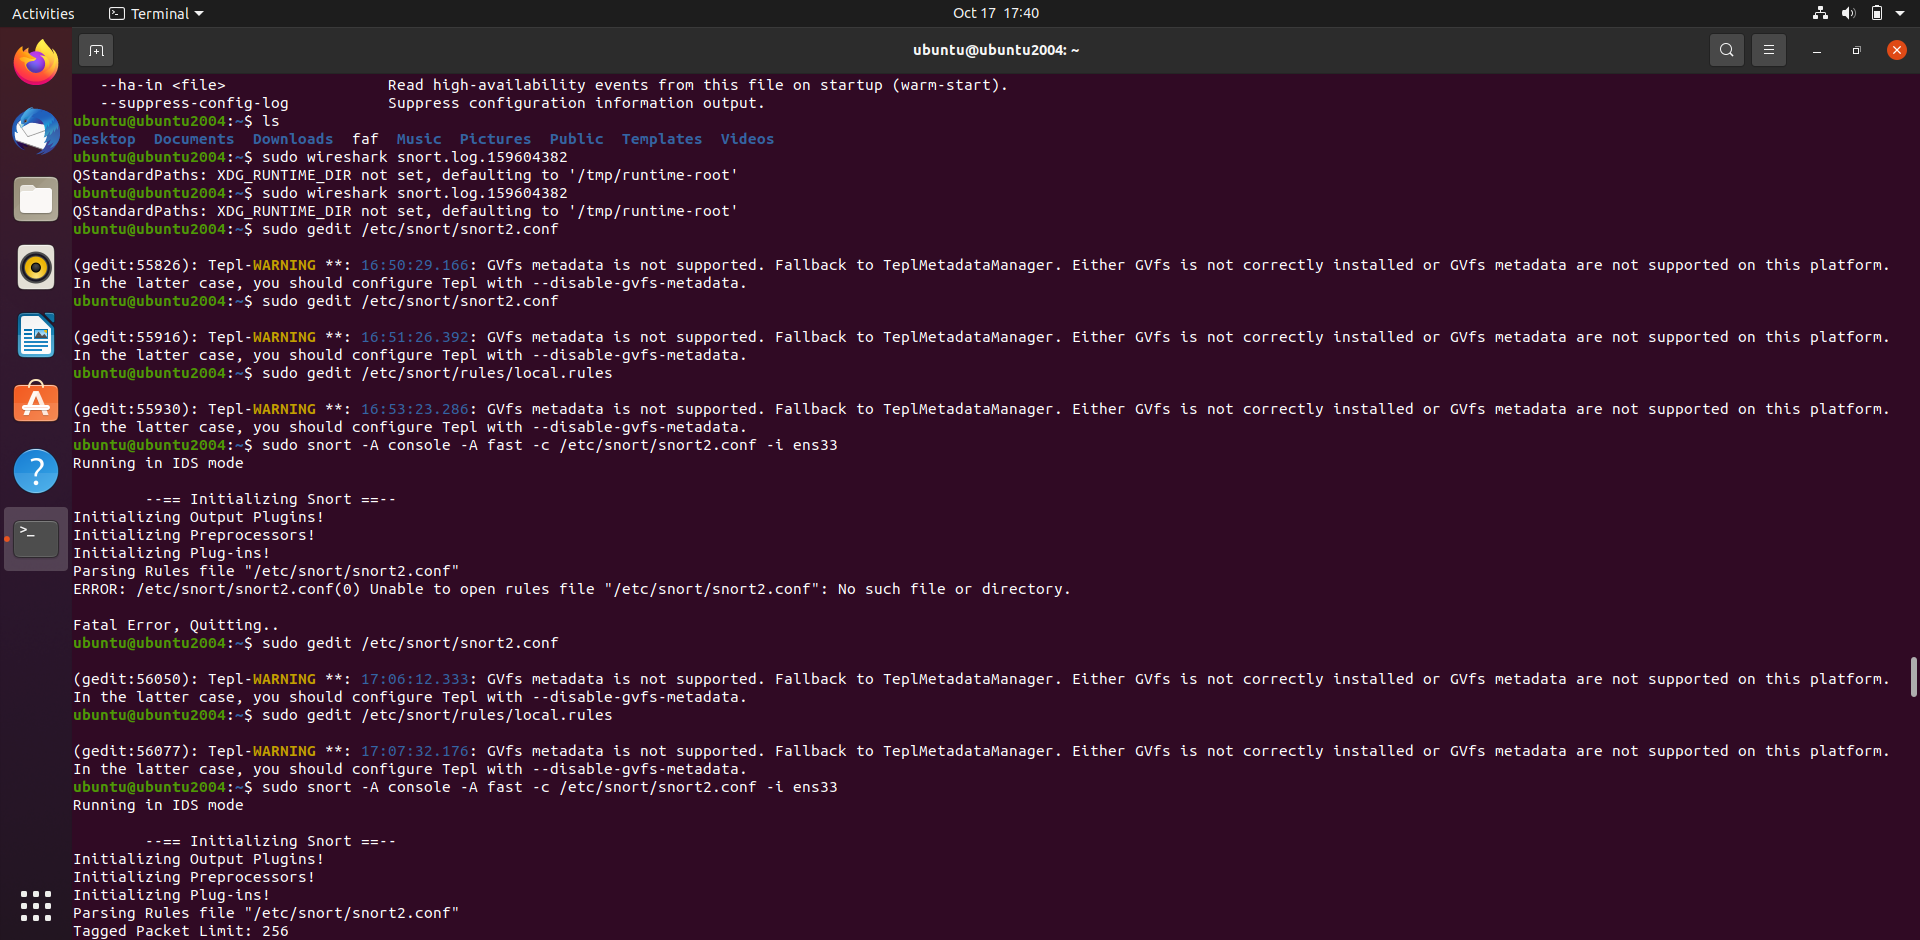 Activities
Terminal
Oct 17 17:40
ubuntu@ubuntu2004: ~
--ha-in <file> Read high-availability events from this file on startup (warm-start).
--suppress-config-log Suppress configuration information output.
ubuntu@ubuntu2004:~$ ls
Desktop Documents Downloads faf Music Pictures Public Templates Videos
ubuntu@ubuntu2004:~$ sudo wireshark snort.log.159604382
QStandardPaths: XDG_RUNTIME_DIR not set, defaulting to '/tmp/runtime-root'
ubuntu@ubuntu2004:~$ sudo wireshark snort.log.159604382
QStandardPaths: XDG_RUNTIME_DIR not set, defaulting to '/tmp/runtime-root'
ubuntu@ubuntu2004:~$ sudo gedit /etc/snort/snort2.conf
(gedit:55826): Tepl-WARNING **: 16:50:29.166: GVfs metadata is not supported. Fallback to TeplMetadataManager. Either GVfs is not correctly installed or GVfs metadata are not supported on this platform.
In the latter case, you should configure Tepl with --disable-gvfs-metadata.
ubuntu@ubuntu2004:~$ sudo gedit /etc/snort/snort2.conf
(gedit:55916): Tepl-WARNING **: 16:51:26.392: GVfs metadata is not supported. Fallback to TeplMetadataManager. Either GVfs is not correctly installed or GVfs metadata are not supported on this platform.
In the latter case, you should configure Tepl with --disable-gvfs-metadata.
ubuntu@ubuntu2004:~$ sudo gedit /etc/snort/rules/local.rules
(gedit:55930): Tepl-WARNING **: 16:53:23.286: GVfs metadata is not supported. Fallback to TeplMetadataManager. Either GVfs is not correctly installed or GVfs metadata are not supported on this platform.
In the latter case, you should configure Tepl with --disable-gvfs-metadata.
ubuntu@ubuntu2004:~$ sudo snort -A console -A fast -c /etc/snort/snort2.conf -i ens33
Running in IDS mode
--== Initializing Snort ==--
Initializing Output Plugins!
Initializing Preprocessors!
Initializing Plug-ins!
Parsing Rules file "/etc/snort/snort2.conf"
ERROR: /etc/snort/snort2.conf(0) Unable to open rules file "/etc/snort/snort2.conf": No such file or directory.
Fatal Error, Quitting..
ubuntu@ubuntu2004:~$ sudo gedit /etc/snort/snort2.conf
(gedit:56050): Tepl-WARNING **: 17:06:12.333: GVfs metadata is not supported. Fallback to TeplMetadataManager. Either GVfs is not correctly installed or GVfs metadata are not supported on this platform.
In the latter case, you should configure Tepl with --disable-gvfs-metadata.
ubuntu@ubuntu2004:~$ sudo gedit /etc/snort/rules/local.rules
(gedit:56077): Tepl-WARNING **: 17:07:32.176: GVfs metadata is not supported. Fallback to TeplMetadataManager. Either GVfs is not correctly installed or GVfs metadata are not supported on this platform.
In the latter case, you should configure Tepl with --disable-gvfs-metadata.
ubuntu@ubuntu2004:~$ sudo snort -A console -A fast -c /etc/snort/snort2.conf -i ens33
Running in IDS mode
--== Initializing Snort ==--
Initializing Output Plugins!
Initializing Preprocessors!
Initializing Plug-ins!
Parsing Rules file "/etc/snort/snort2.conf"
Tagged Packet Limit: 256